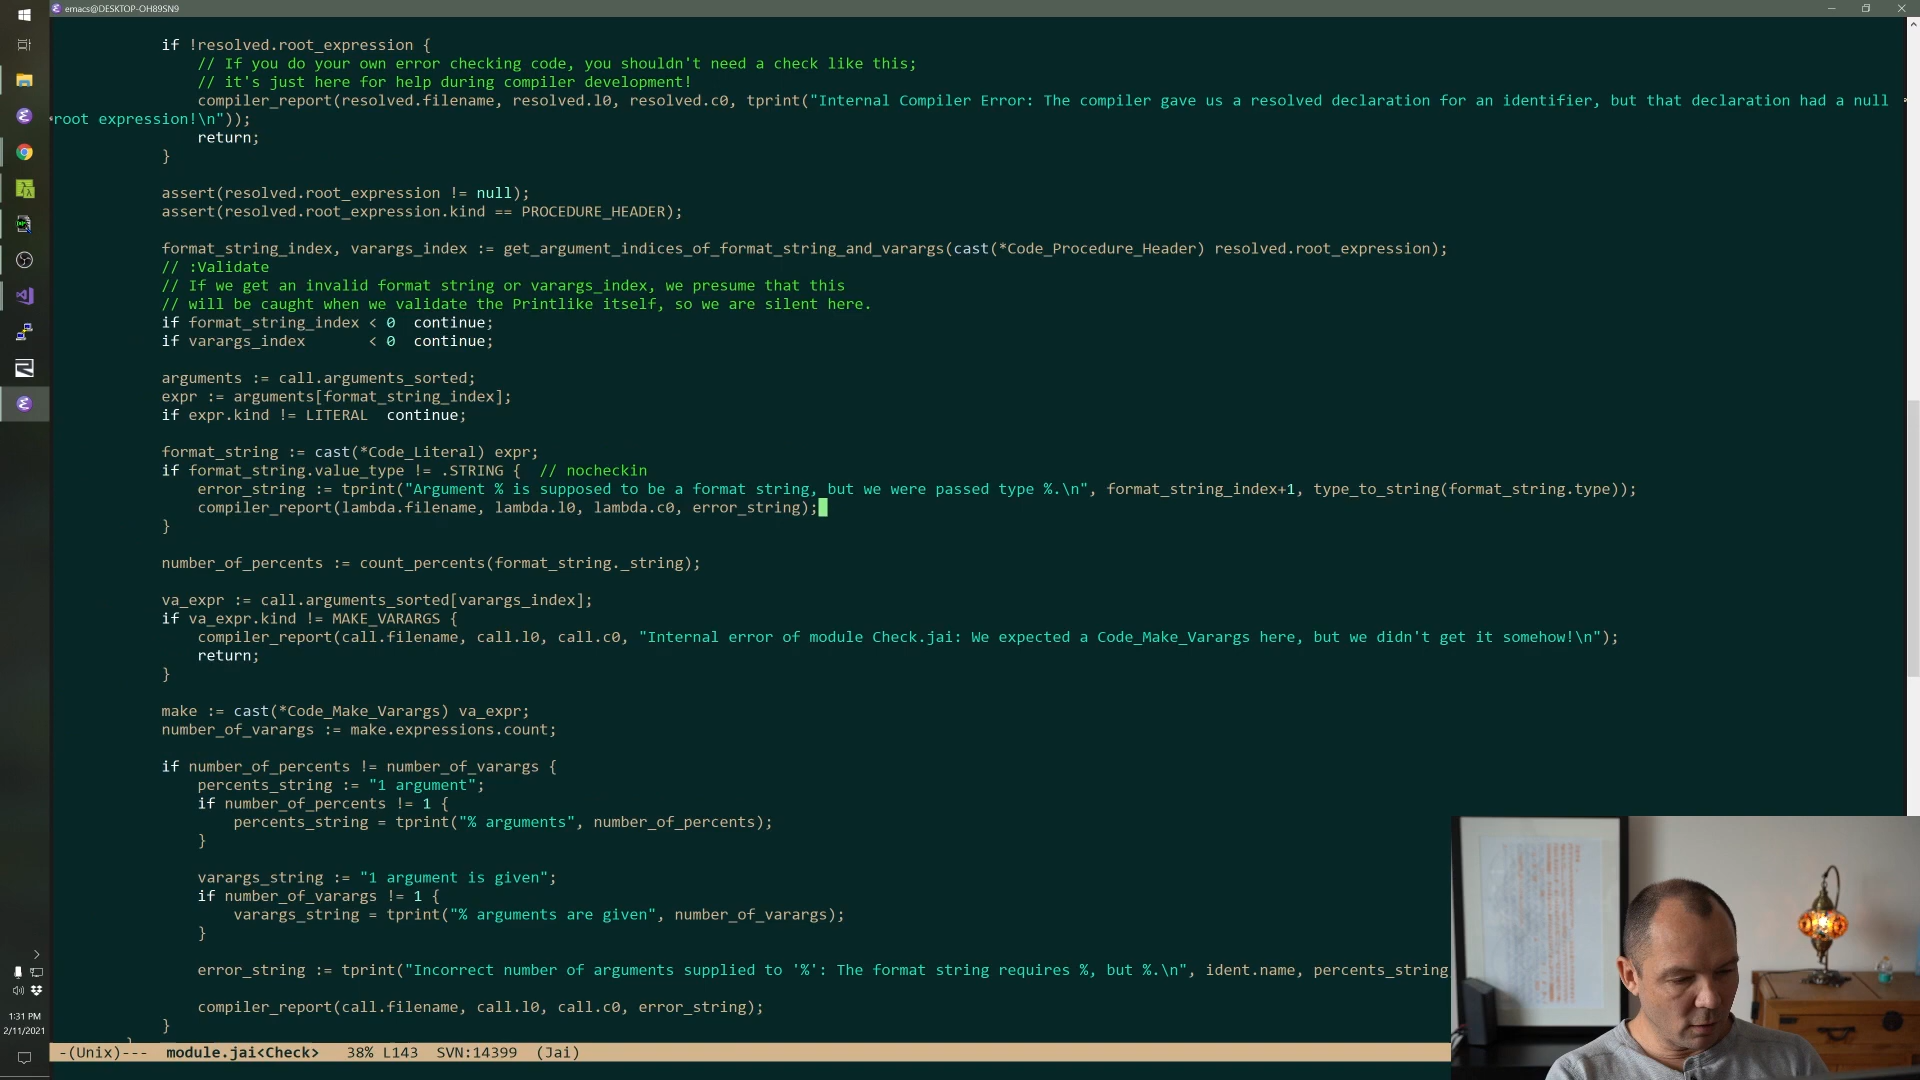 emacs@DESKTOP-OH89SN9
if !resolved.root_expression {
// If you do your own error checking code, you shouldn't need a check like this;
// it's just here for help during compiler development!
compiler_report(resolved.filename, resolved.l0, resolved.c0, tprint("Internal Compiler Error: The compiler gave us a resolved declaration for an identifier, but that declaration had a null
root expression!\n"));
return;
}
assert(resolved.root_expression != null);
assert(resolved.root_expression.kind == PROCEDURE_HEADER);
format_string_index, varargs_index := get_argument_indices_of_format_string_and_varargs(cast(*Code_Procedure_Header) resolved.root_expression);
// :Validate
// If we get an invalid format string or varargs_index, we presume that this
// will be caught when we validate the Printlike itself, so we are silent here.
if format_string_index < 0  continue;
if varargs_index       < 0  continue;
arguments := call.arguments_sorted;
expr := arguments[format_string_index];
if expr.kind != LITERAL  continue;
format_string := cast(*Code_Literal) expr;
if format_string.value_type != .STRING {  // nocheckin
error_string := tprint("Argument % is supposed to be a format string, but we were passed type %.\n", format_string_index+1, type_to_string(format_string.type));
compiler_report(lambda.filename, lambda.l0, lambda.c0, error_string);
}
number_of_percents := count_percents(format_string._string);
va_expr := call.arguments_sorted[varargs_index];
if va_expr.kind != MAKE_VARARGS {
compiler_report(call.filename, call.l0, call.c0, "Internal error of module Check.jai: We expected a Code_Make_Varargs here, but we didn't get it somehow!\n");
return;
}
make := cast(*Code_Make_Varargs) va_expr;
number_of_varargs := make.expressions.count;
if number_of_percents != number_of_varargs {
percents_string := "1 argument";
if number_of_percents != 1 {
percents_string = tprint("% arguments", number_of_percents);
}
varargs_string := "1 argument is given";
if number_of_varargs != 1 {
varargs_string = tprint("% arguments are given", number_of_varargs);
}
error_string := tprint("Incorrect number of arguments supplied to '%': The format string requires %, but %.\n", ident.name, percents_string
compiler_report(call.filename, call.l0, call.c0, error_string);
}
-(Unix)---  module.jai<Check>   38% L143  SVN:14399  (Jai)
1:31 PM
2/11/2021